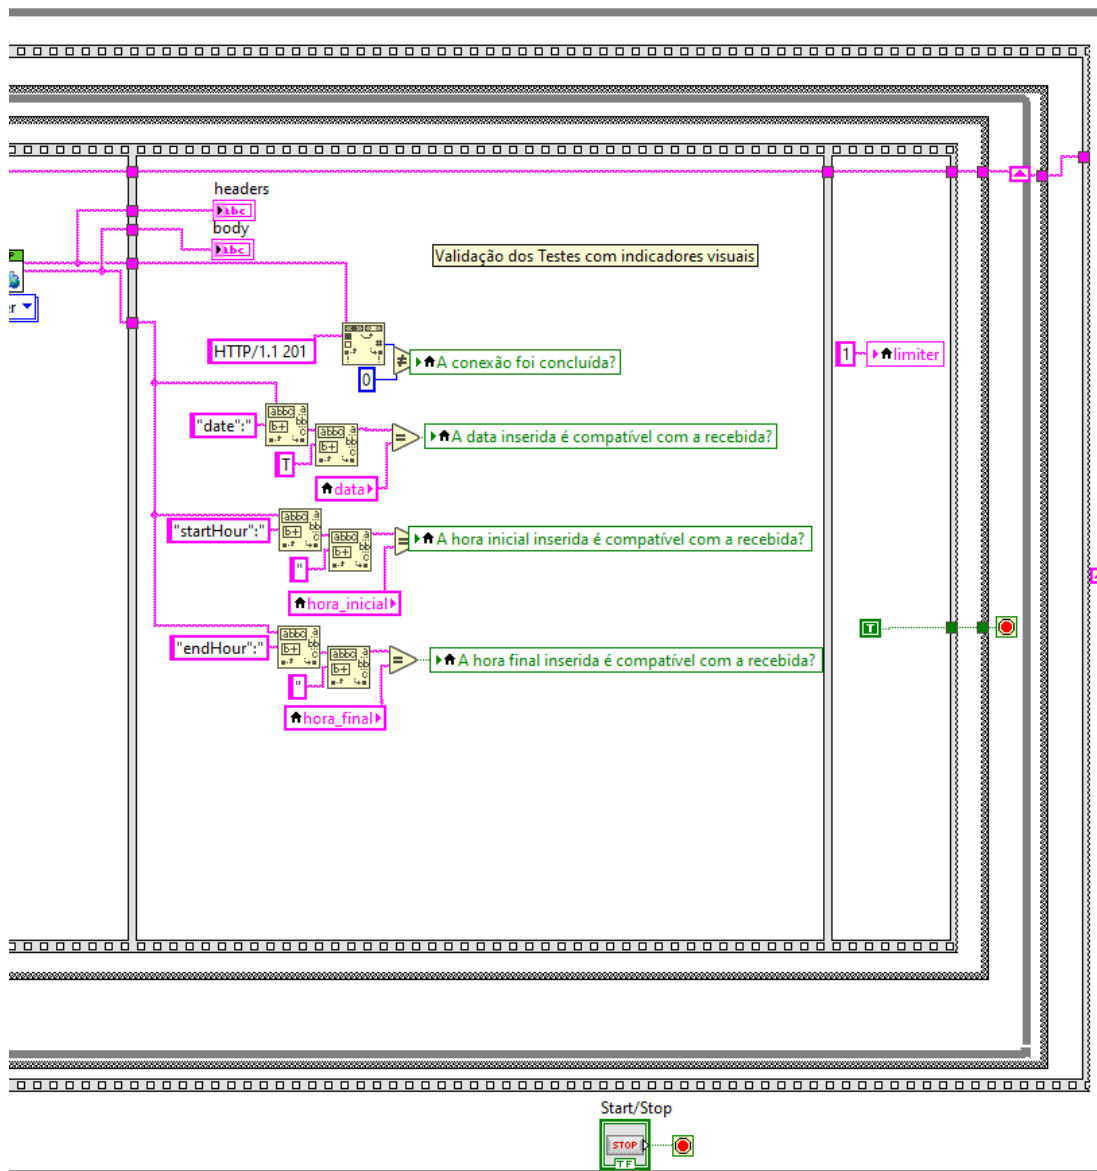 headers
abc
body
abc
Validação dos Testes com indicadores visuais
HTTP/1.1 201
0
A conexão foi concluída?
1
limiter
"date":"
T
A data inserida é compatível com a recebida?
data
"startHour":"
"
A hora inicial inserida é compatível com a recebida?
hora_inicial
T
"endHour":"
"
A hora final inserida é compatível com a recebida?
hora_final
Start/Stop
STOP
TF